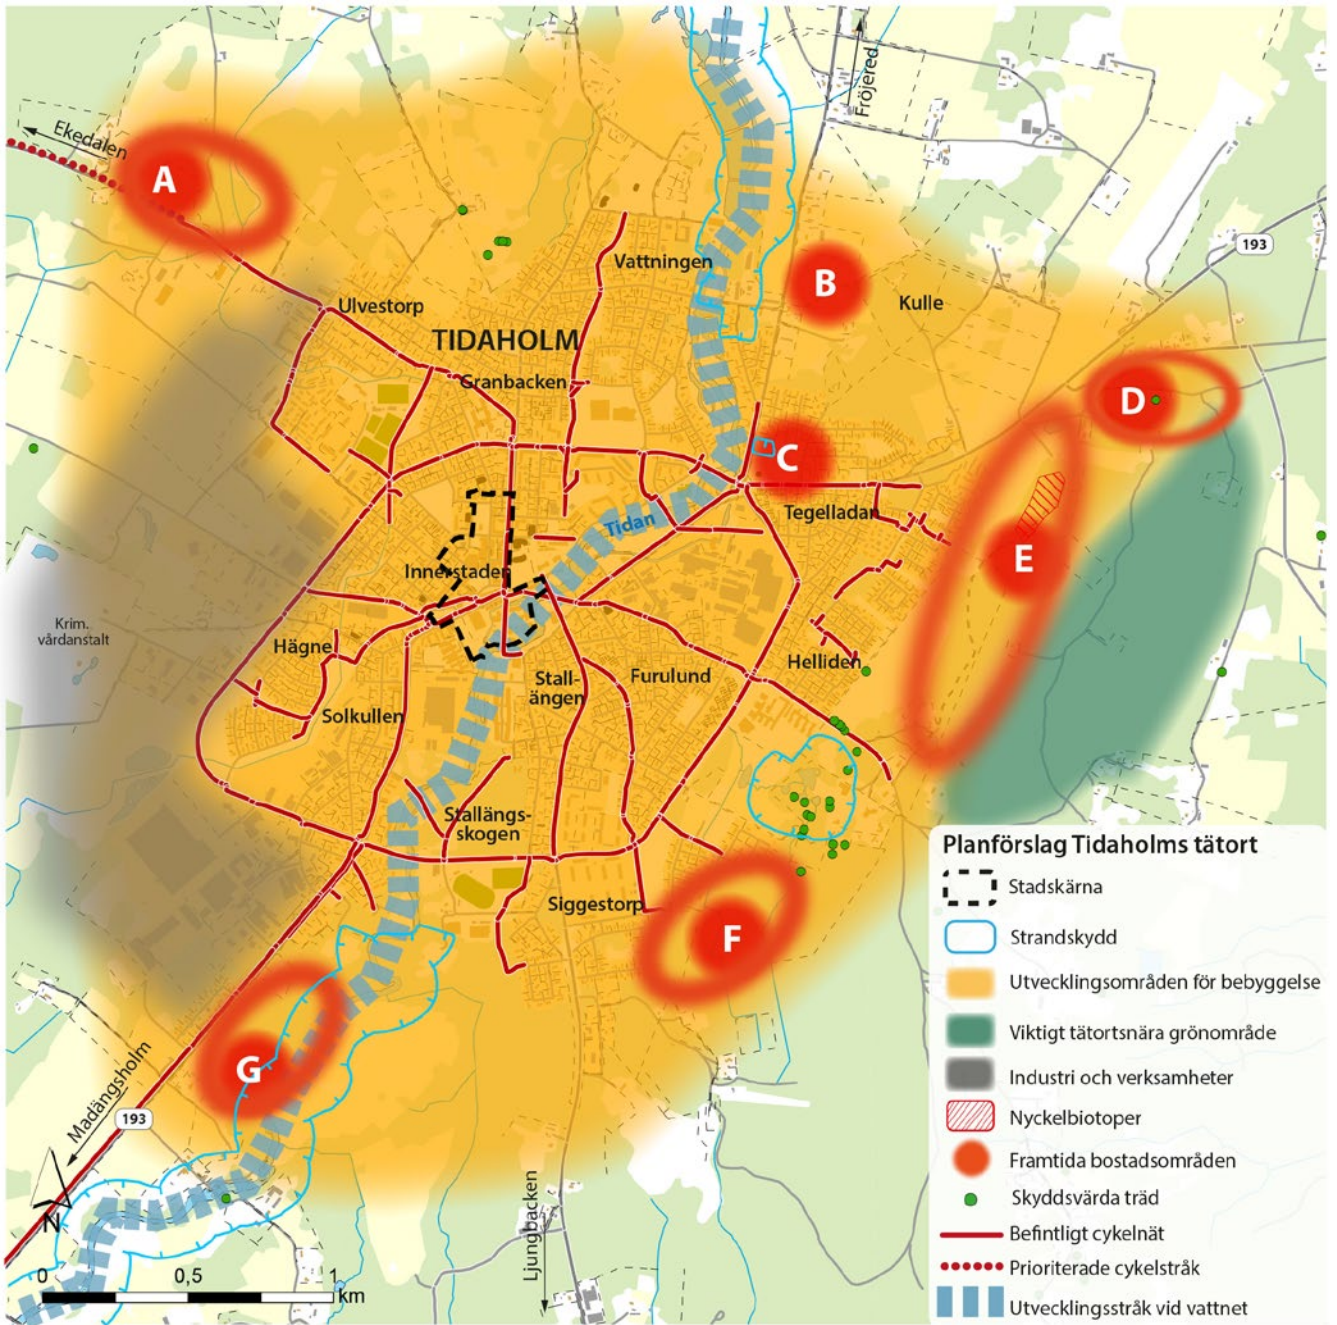 Fröjered
Ekedalen
A
193
Vattningen
B
Kulle
Ulvestorp
TIDAHOLM
Granbacken
D
C
Tegelladan
Tidan
E
Innerstaden
Krim.
vårdanstalt
Hägne
Helliden
Stall-
ängen
Furulund
Solkullen
Stallängs-
skogen
Siggestorp
F
G
Madängsholm
193
Ljungbacken
N
0 0,5 1
km
Planförslag Tidaholms tätort
Stadskärna
Strandskydd
Utvecklingsområden för bebyggelse
Viktigt tätortsnära grönområde
Industri och verksamheter
Nyckelbiotoper
Framtida bostadsområden
Skyddsvärda träd
Befintligt cykelnät
Prioriterade cykelstråk
Utvecklingsstråk vid vattnet